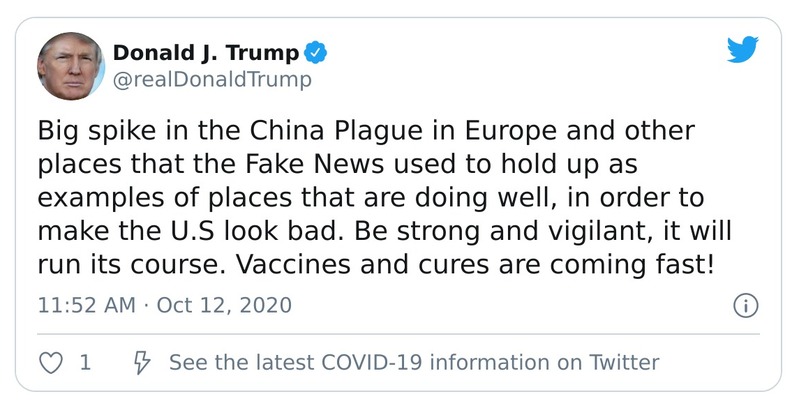 Donald J. Trump
@realDonaldTrump
Big spike in the China Plague in Europe and other
places that the Fake News used to hold up as
examples of places that are doing well, in order to
make the U.S look bad. Be strong and vigilant, it will
run its course. Vaccines and cures are coming fast!
11:52 AM · Oct 12, 2020
1 See the latest COVID-19 information on Twitter